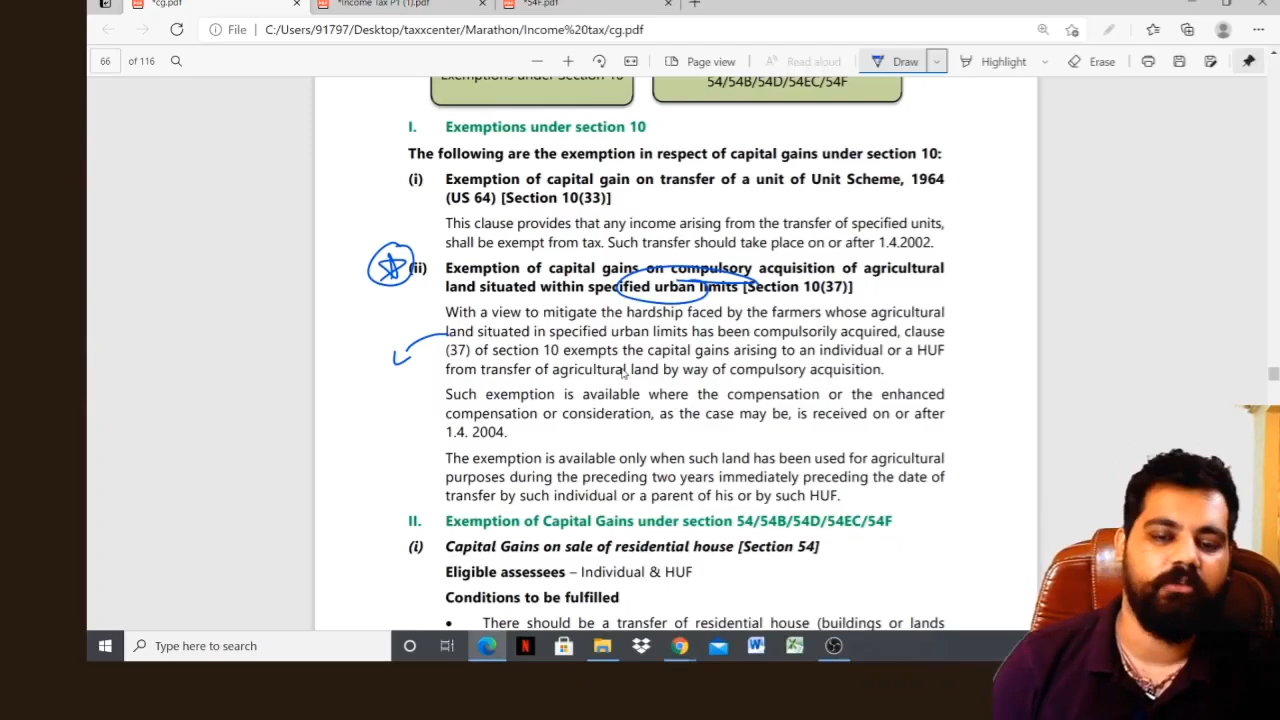 *cg.pdf
*Income Tax PT (1).pdf
*54F.pdf
File
C:/Users/91797/Desktop/taxxcenter/Marathon/Income%20tax/cg.pdf
66 of 116
Page view
Read aloud
Draw
Highlight
Erase
Exemptions under Section 10
54/54B/54D/54EC/54F
I. Exemptions under section 10
The following are the exemption in respect of capital gains under section 10:
(i) Exemption of capital gain on transfer of a unit of Unit Scheme, 1964
(US 64) [Section 10(33)]
This clause provides that any income arising from the transfer of specified units,
shall be exempt from tax. Such transfer should take place on or after 1.4.2002.
(ii) Exemption of capital gains on compulsory acquisition of agricultural
land situated within specified urban limits [Section 10(37)]
With a view to mitigate the hardship faced by the farmers whose agricultural
land situated in specified urban limits has been compulsorily acquired, clause
(37) of section 10 exempts the capital gains arising to an individual or a HUF
from transfer of agricultural land by way of compulsory acquisition.
Such exemption is available where the compensation or the enhanced
compensation or consideration, as the case may be, is received on or after
1.4. 2004.
The exemption is available only when such land has been used for agricultural
purposes during the preceding two years immediately preceding the date of
transfer by such individual or a parent of his or by such HUF.
II. Exemption of Capital Gains under section 54/54B/54D/54EC/54F
(i) Capital Gains on sale of residential house [Section 54]
Eligible assessees – Individual & HUF
Conditions to be fulfilled
• There should be a transfer of residential house (buildings or lands
Type here to search